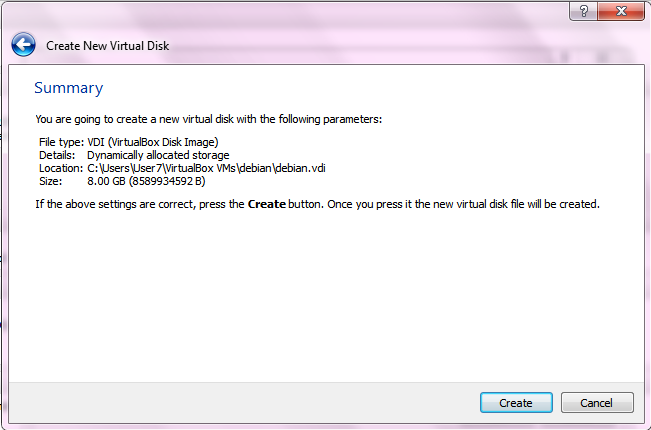 Create New Virtual Disk
Summary
You are going to create a new virtual disk with the following parameters:
File type: VDI (VirtualBox Disk Image)
Details: Dynamically allocated storage
Location: C:\Users\User7\VirtualBox VMs\debian\debian.vdi
Size: 8.00 GB (8589934592 B)
If the above settings are correct, press the Create button. Once you press it the new virtual disk file will be created.
Create Cancel